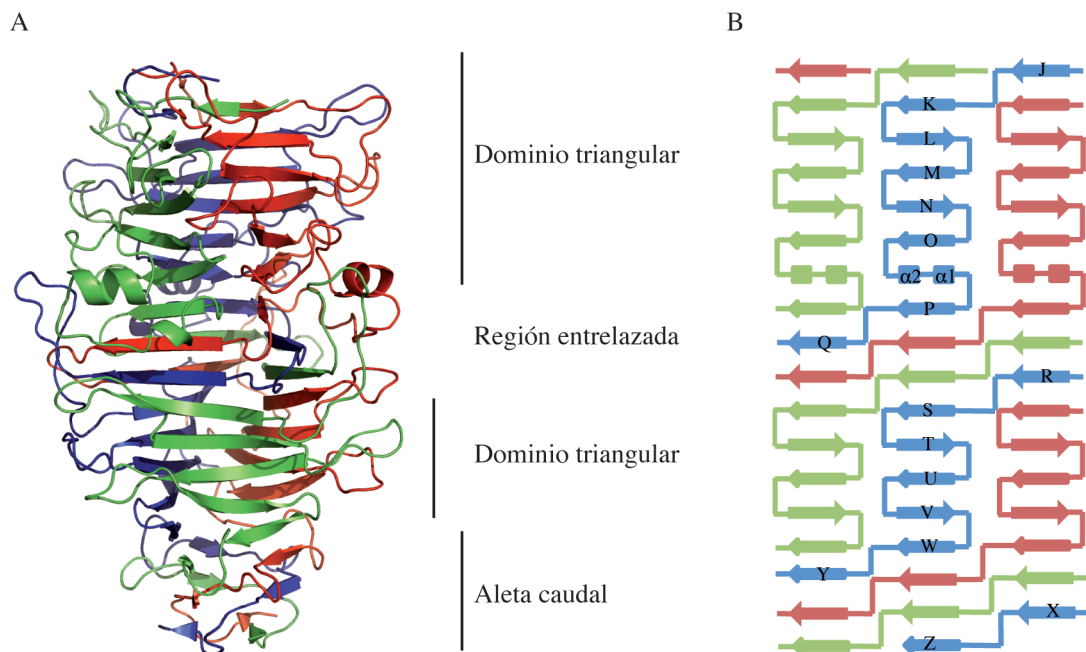 A
Dominio triangular
Región entrelazada
Dominio triangular
Aleta caudal
B
J
K
L
M
N
O
α2 α1
P
Q
R
S
T
U
V
W
Y
X
Z